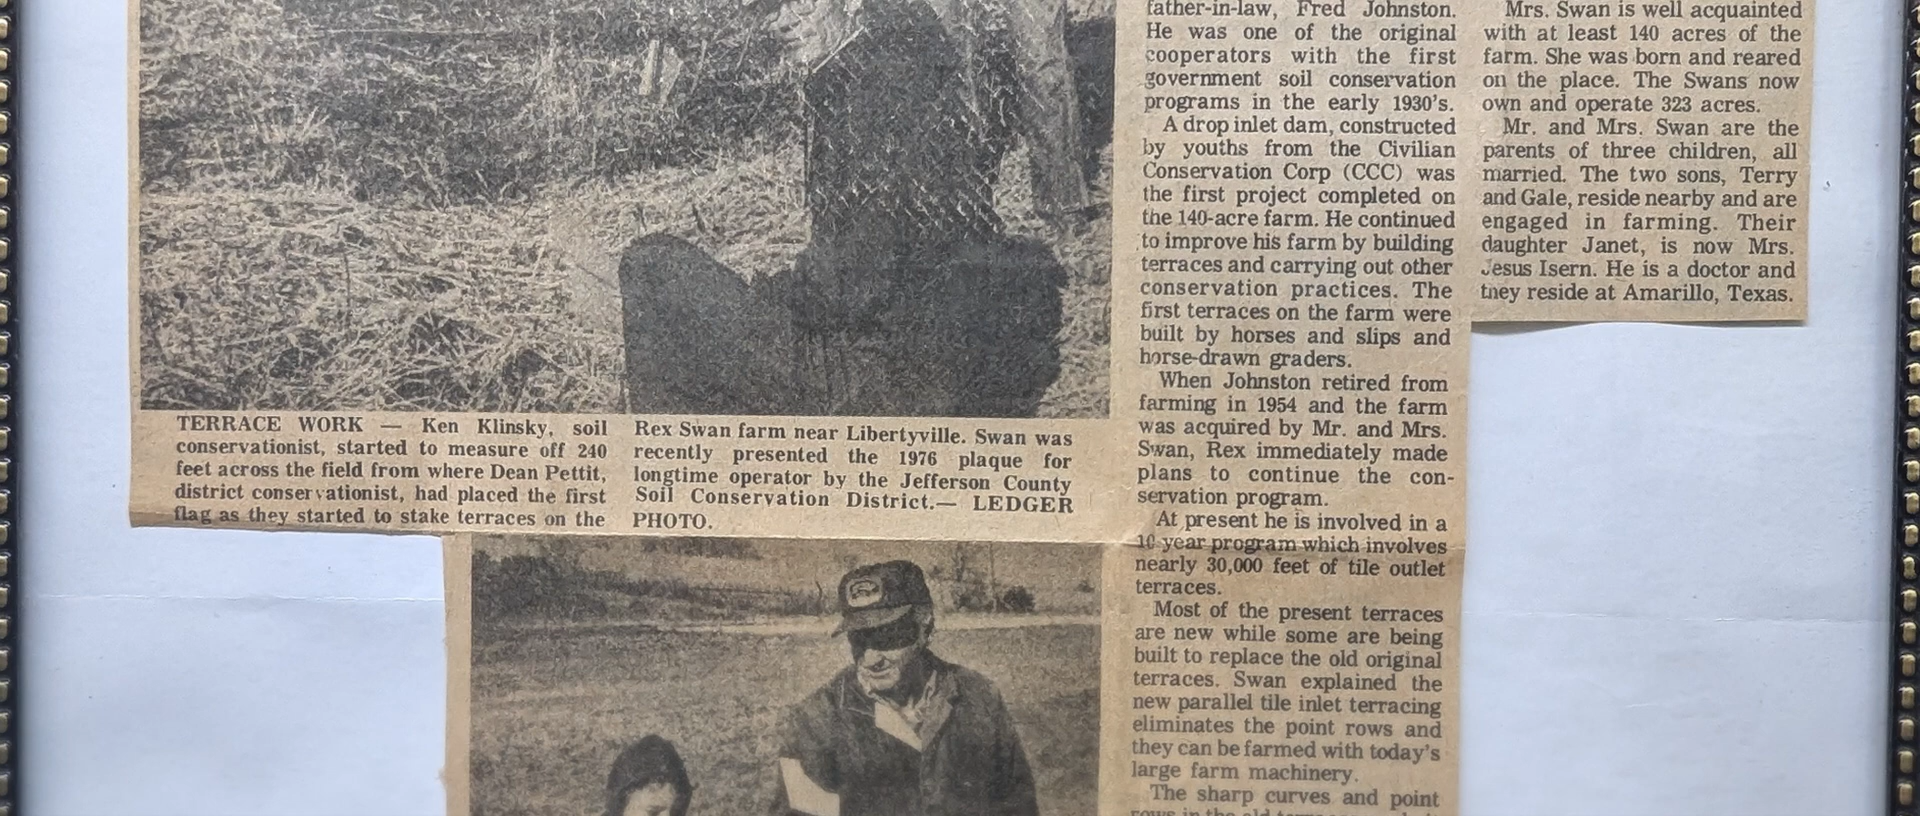 TERRACE WORK — Ken Klinsky, soil
conservationist, started to measure off 240
feet across the field from where Dean Pettit,
district conservationist, had placed the first
flag as they started to stake terraces on the
Rex Swan farm near Libertyville. Swan was
recently presented the 1976 plaque for
longtime operator by the Jefferson County
Soil Conservation District.— LEDGER
PHOTO.
father-in-law, Fred Johnston.
He was one of the original
cooperators with the first
government soil conservation
programs in the early 1930's.
A drop inlet dam, constructed
by youths from the Civilian
Conservation Corp (CCC) was
the first project completed on
the 140-acre farm. He continued
to improve his farm by building
terraces and carrying out other
conservation practices. The
first terraces on the farm were
built by horses and slips and
horse-drawn graders.
When Johnston retired from
farming in 1954 and the farm
was acquired by Mr. and Mrs.
Swan, Rex immediately made
plans to continue the con-
servation program.
At present he is involved in a
10 year program which involves
nearly 30,000 feet of tile outlet
terraces.
Most of the present terraces
are new while some are being
built to replace the old original
terraces. Swan explained the
new parallel tile inlet terracing
eliminates the point rows and
they can be farmed with today's
large farm machinery.
The sharp curves and point
rows in the old
Mrs. Swan is well acquainted
with at least 140 acres of the
farm. She was born and reared
on the place. The Swans now
own and operate 323 acres.
Mr. and Mrs. Swan are the
parents of three children, all
married. The two sons, Terry
and Gale, reside nearby and are
engaged in farming. Their
daughter Janet, is now Mrs.
Jesus Isern. He is a doctor and
they reside at Amarillo, Texas.